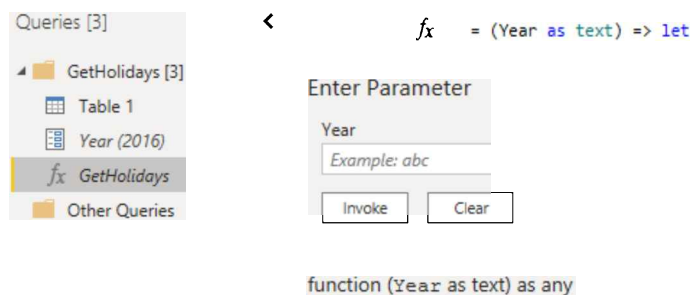 Queries [3]
GetHolidays [3]
Table 1
Year (2016)
fx GetHolidays
Other Queries
fx = (Year as text) => let
Enter Parameter
Year
Example: abc
Invoke Clear
function (Year as text) as any